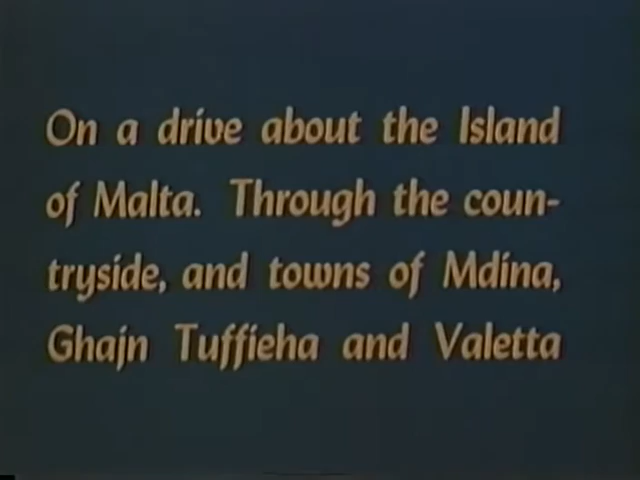 On a drive about the Island
of Malta. Through the coun-
tryside, and towns of Mdina,
Ghajn Tuffieha and Valetta